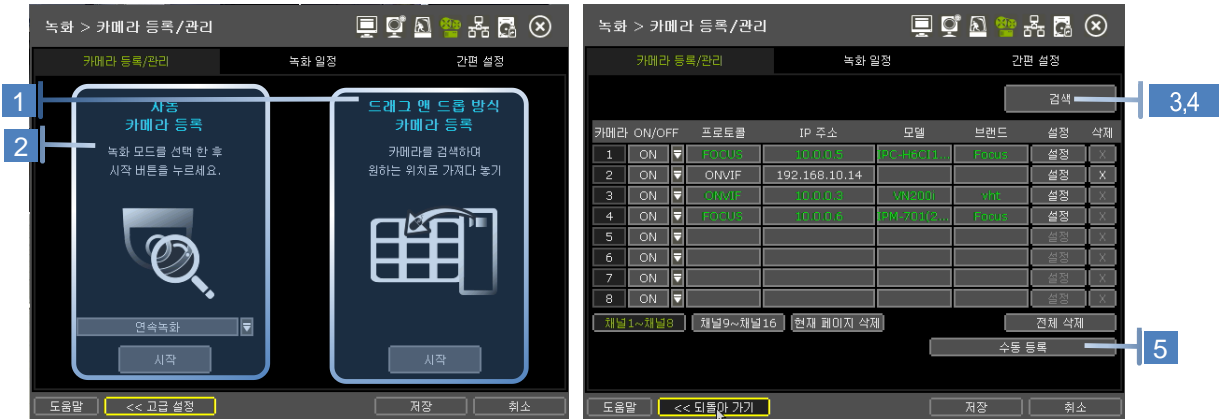 녹화 > 카메라 등록/관리
카메라 등록/관리
녹화 일정
간편 설정
1
2
자동
카메라 등록
녹화 모드를 선택 한 후
시작 버튼을 누르세요.
연속녹화
시작
드래그 앤 드롭 방식
카메라 등록
카메라를 검색하여
원하는 위치로 가져다 놓기
시작
도움말
<< 고급 설정
저장
취소
녹화 > 카메라 등록/관리
카메라 등록/관리
녹화 일정
간편 설정
검색
3,4
카메라 ON/OFF 프로토콜 IP 주소 모델 브랜드 설정 삭제
1 ON FOCUS 10.0.0.5 (PC-H6CI1... Focus 설정 X
2 ON ONVIF 192.168.10.14 설정 X
3 ON ONVIF 10.0.0.3 VN200i vht 설정 X
4 ON FOCUS 10.0.0.6 (PM-701(2... Focus 설정 X
5 ON 설정 X
6 ON 설정 X
7 ON 설정 X
8 ON 설정 X
채널1~채널8 채널9~채널16 현재 페이지 삭제 전체 삭제
수동 등록
5
도움말
<< 되돌아 가기
저장
취소